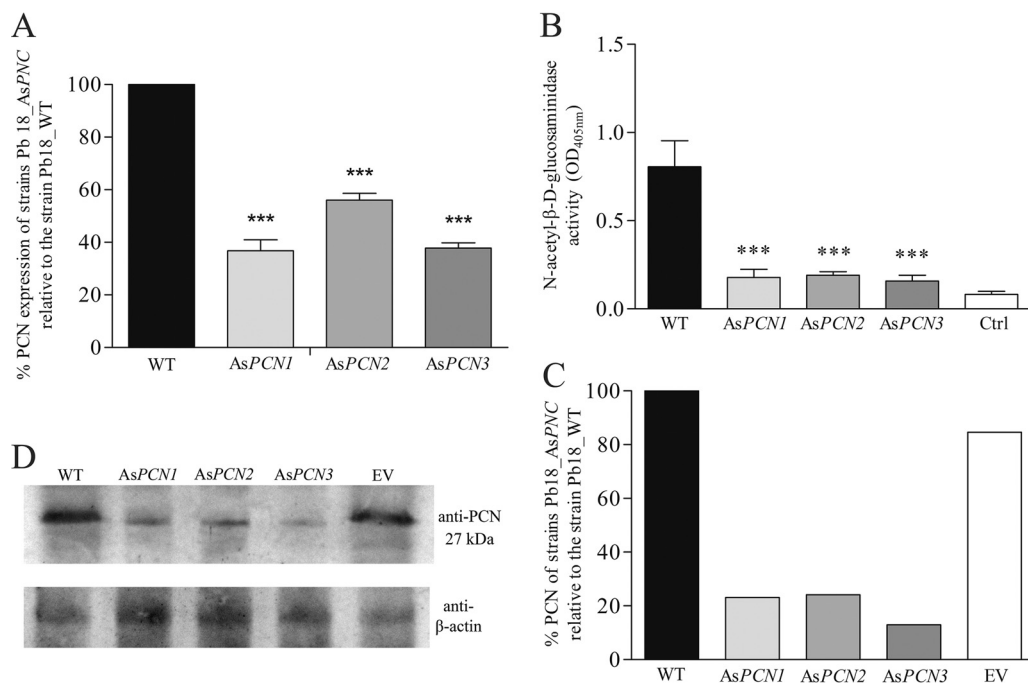 A
% PCN expression of strains Pb 18_AsPNC
relative to the strain Pb18_WT
100
80
60
40
20
0
***
***
***
WT
AsPCN1
AsPCN2
AsPCN3
B
N-acetyl-β-D-glucosaminidase
activity (OD405nm)
1.5
1.0
0.5
0.0
***
***
***
WT
AsPCN1
AsPCN2
AsPCN3
Ctrl
C
% PCN of strains Pb18_AsPNC
relative to the strain Pb18_WT
100
80
60
40
20
0
WT
AsPCN1
AsPCN2
AsPCN3
EV
D
WT
AsPCN1
AsPCN2
AsPCN3
EV
anti-PCN
27 kDa
anti-
β-actin